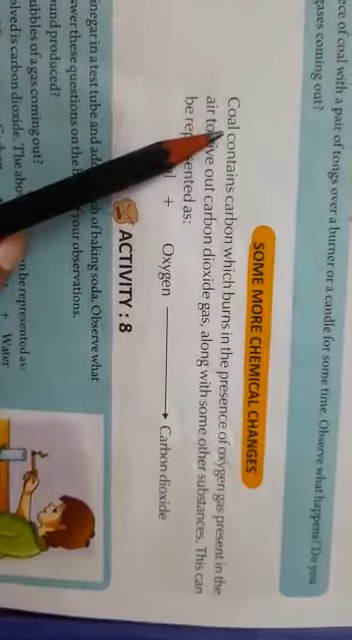 ece of coal with a pair of tongs over a burner or a candle for some time. Observe what happens? Do you
gases coming out?
SOME MORE CHEMICAL CHANGES
Coal contains carbon which burns in the presence of oxygen gas present in the
air to give out carbon dioxide gas, along with some other substances. This can
be represented as:
+ Oxygen → Carbon dioxide
ACTIVITY : 8
enegar in a test tube and add of baking soda. Observe what
wer these questions on the your observations.
und produced?
ubbles of a gas coming out?
olved is carbon dioxide. The abo n be represented as:
+ Water